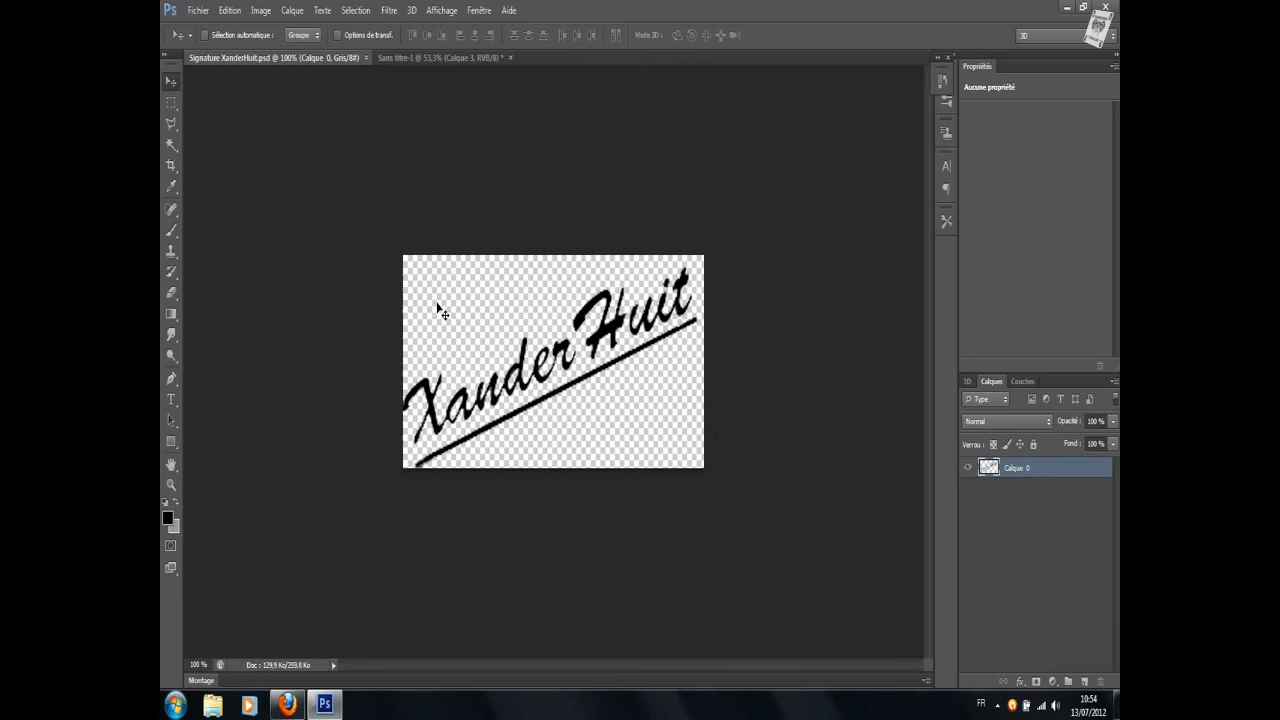 Ps Fichier Edition Image Calque Texte Sélection Filtre 3D Affichage Fenêtre Aide
Sélection automatique : Groupe Options de transf. Mode 3D : 3D
Signature XanderHuit.psd @ 100% (Calque 0, Gris/8#) × Sans titre-1 @ 53,3% (Calque 3, RVB/8) * ×
Propriétés
Aucune propriété
XanderHuit
3D Calques Couches
Type
Normal Opacité : 100 %
Verrou : Fond : 100 %
Calque 0
100 % Doc : 129,9 Ko/259,8 Ko
Montage
Ps FR 10:54
13/07/2012